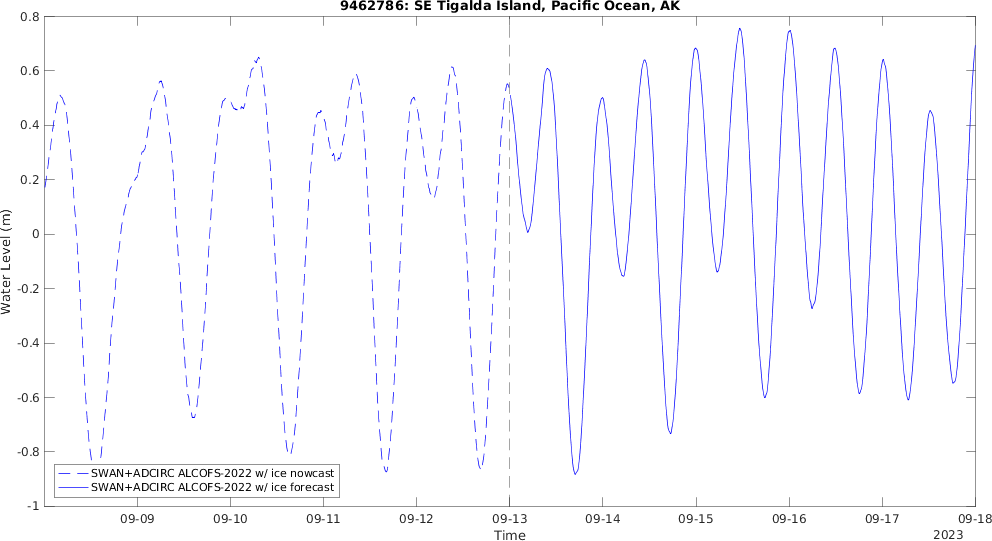 9462786: SE Tigalda Island, Pacific Ocean, AK
0.8
0.6
0.4
0.2
0
-0.2
-0.4
-0.6
-0.8
-1
Water Level (m)
SWAN+ADCIRC ALCOFS-2022 w/ ice nowcast
SWAN+ADCIRC ALCOFS-2022 w/ ice forecast
09-09 09-10 09-11 09-12 09-13 09-14 09-15 09-16 09-17 09-18
Time
2023